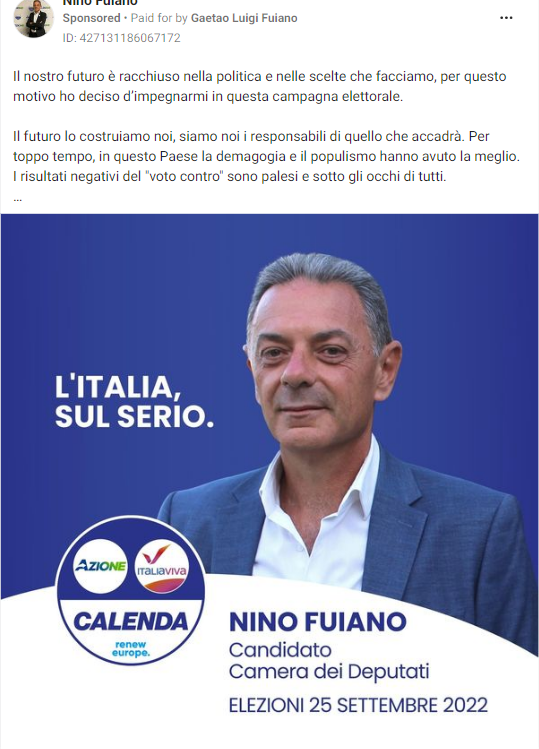 Nino Fuiano
Sponsored • Paid for by Gaetao Luigi Fuiano
ID: 427131186067172
Il nostro futuro è racchiuso nella politica e nelle scelte che facciamo, per questo
motivo ho deciso d'impegnarmi in questa campagna elettorale.
Il futuro lo costruiamo noi, siamo noi i responsabili di quello che accadrà. Per
toppo tempo, in questo Paese la demagogia e il populismo hanno avuto la meglio.
I risultati negativi del "voto contro" sono palesi e sotto gli occhi di tutti.
...
L'ITALIA,
SUL SERIO.
AZIONE
ITALIAVIVA
CALENDA
renew
europe.
NINO FUIANO
Candidato
Camera dei Deputati
ELEZIONI 25 SETTEMBRE 2022